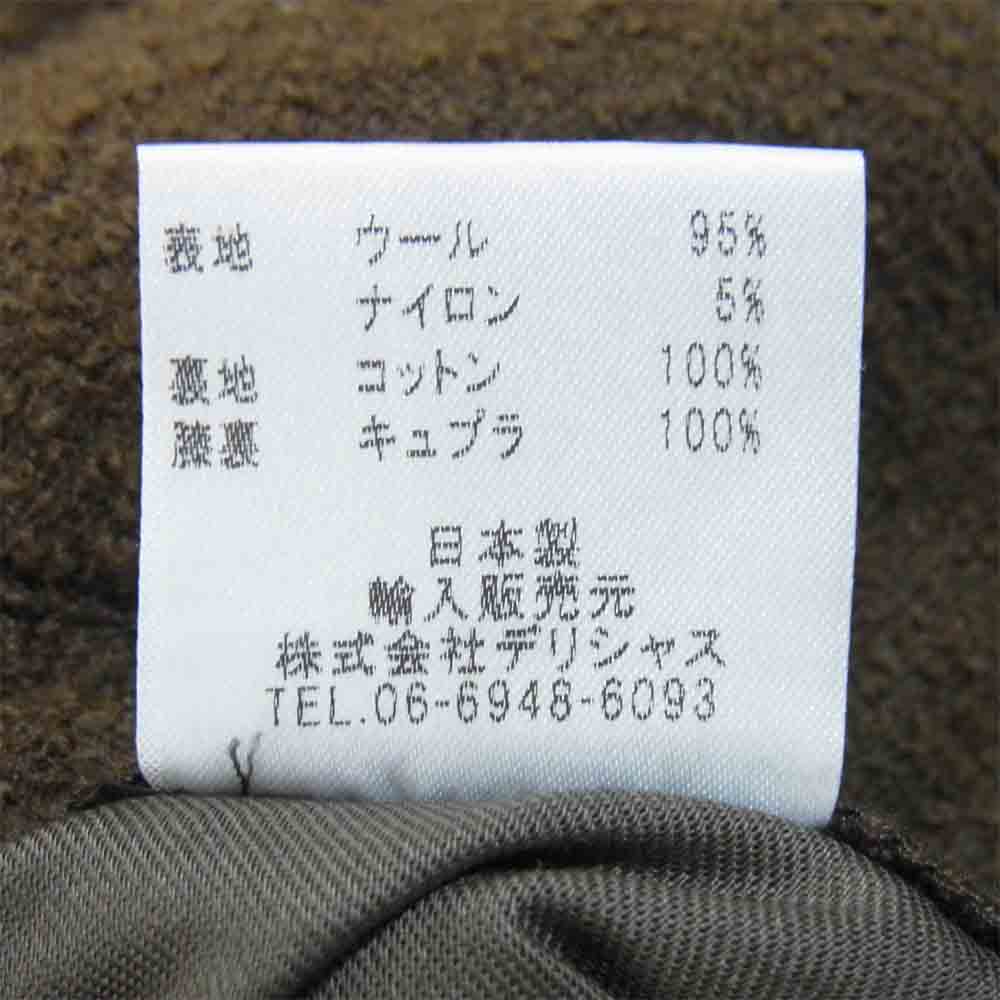 表地 ウール 95%
ナイロン 5%
裏地 コットン 100%
膝裏 キュプラ 100%
日本製
輸入販売元
株式会社デリシャス
TEL.06-6948-6093